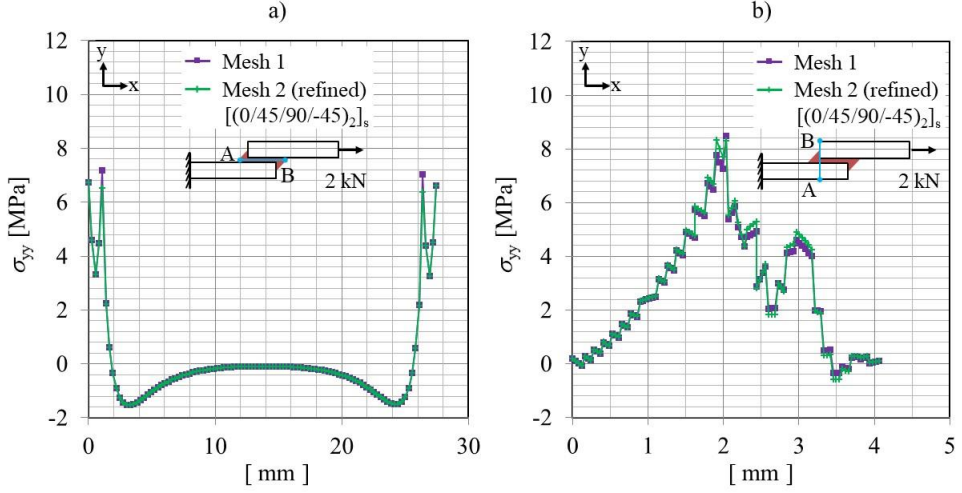 a)
12
10
8
6
4
2
0
-2
σyy [MPa]
y
x
Mesh 1
Mesh 2 (refined)
[(0/45/90/-45)2]s
A
B
2 kN
0
10
20
30
[ mm ]
b)
12
10
8
6
4
2
0
-2
σyy [MPa]
y
x
Mesh 1
Mesh 2 (refined)
[(0/45/90/-45)2]s
B
A
2 kN
0
1
2
3
4
5
[ mm ]